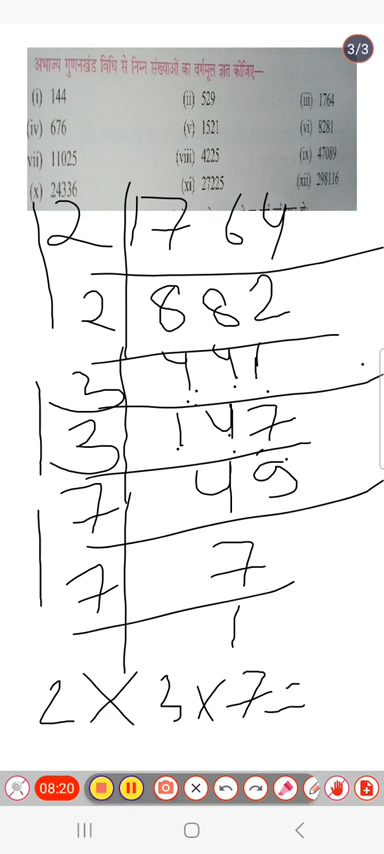 3/3
अभाज्य गुणनखंड विधि से निम्न संख्याओं का वर्गमूल ज्ञात कीजिए—
(i) 144 (ii) 529 (iii) 1764
(iv) 676 (v) 1521 (vi) 8281
vii) 11025 (viii) 4225 (ix) 47089
(x) 24336 (xi) 27225 (xii) 298116
2 1764
2 882
3 441
3 147
7 49
7 7
1
2 × 3 × 7 =
08:20